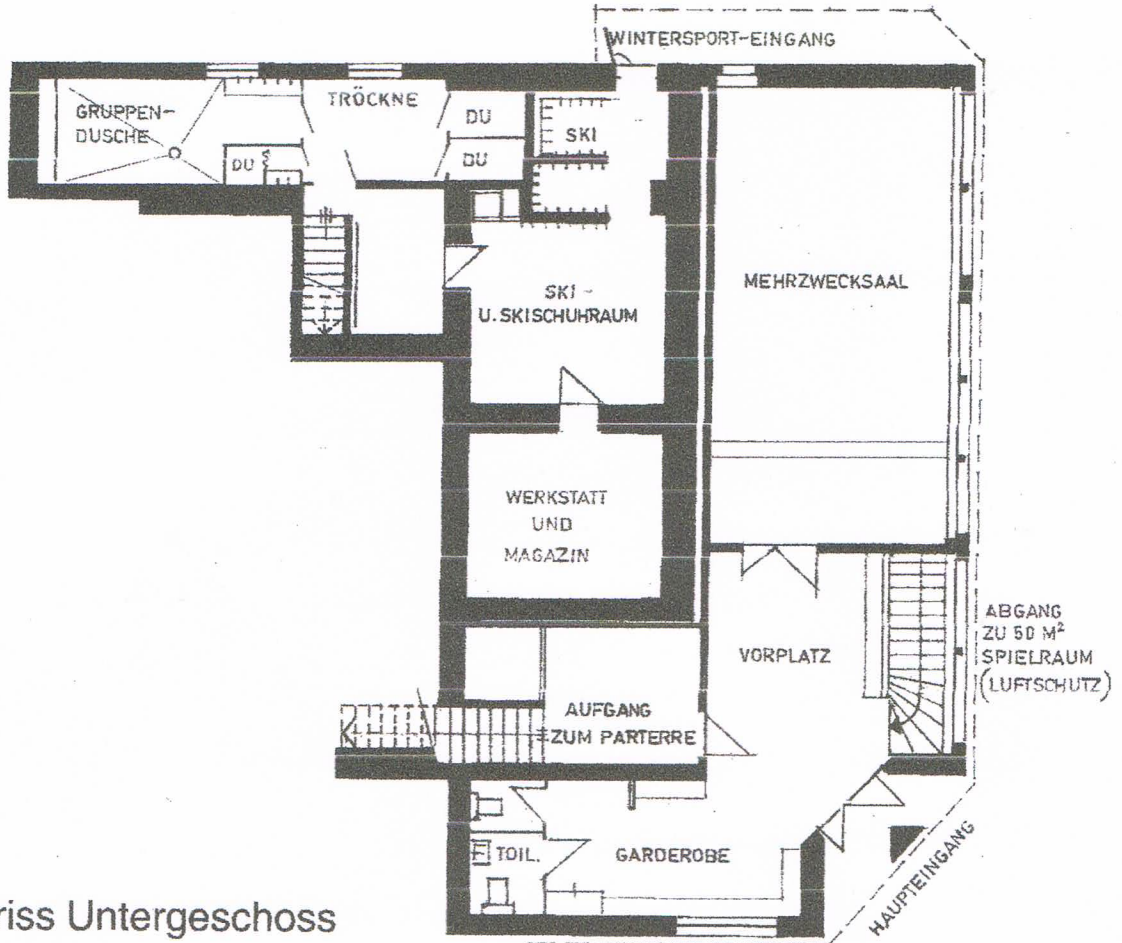 WINTERSPORT-EINGANG
GRUPPEN-
DUSCHE
TRÖCKNE
DU
SKI
DU
DU
SKI -
U. SKISCHUHRAUM
MEHRZWECKSAAL
WERKSTATT
UND
MAGAZIN
ABGANG
ZU 50 M²
SPIELRAUM
(LUFTSCHUTZ)
VORPLATZ
AUFGANG
ZUM PARTERRE
TOIL.
GARDEROBE
HAUPTEINGANG
riss Untergeschoss